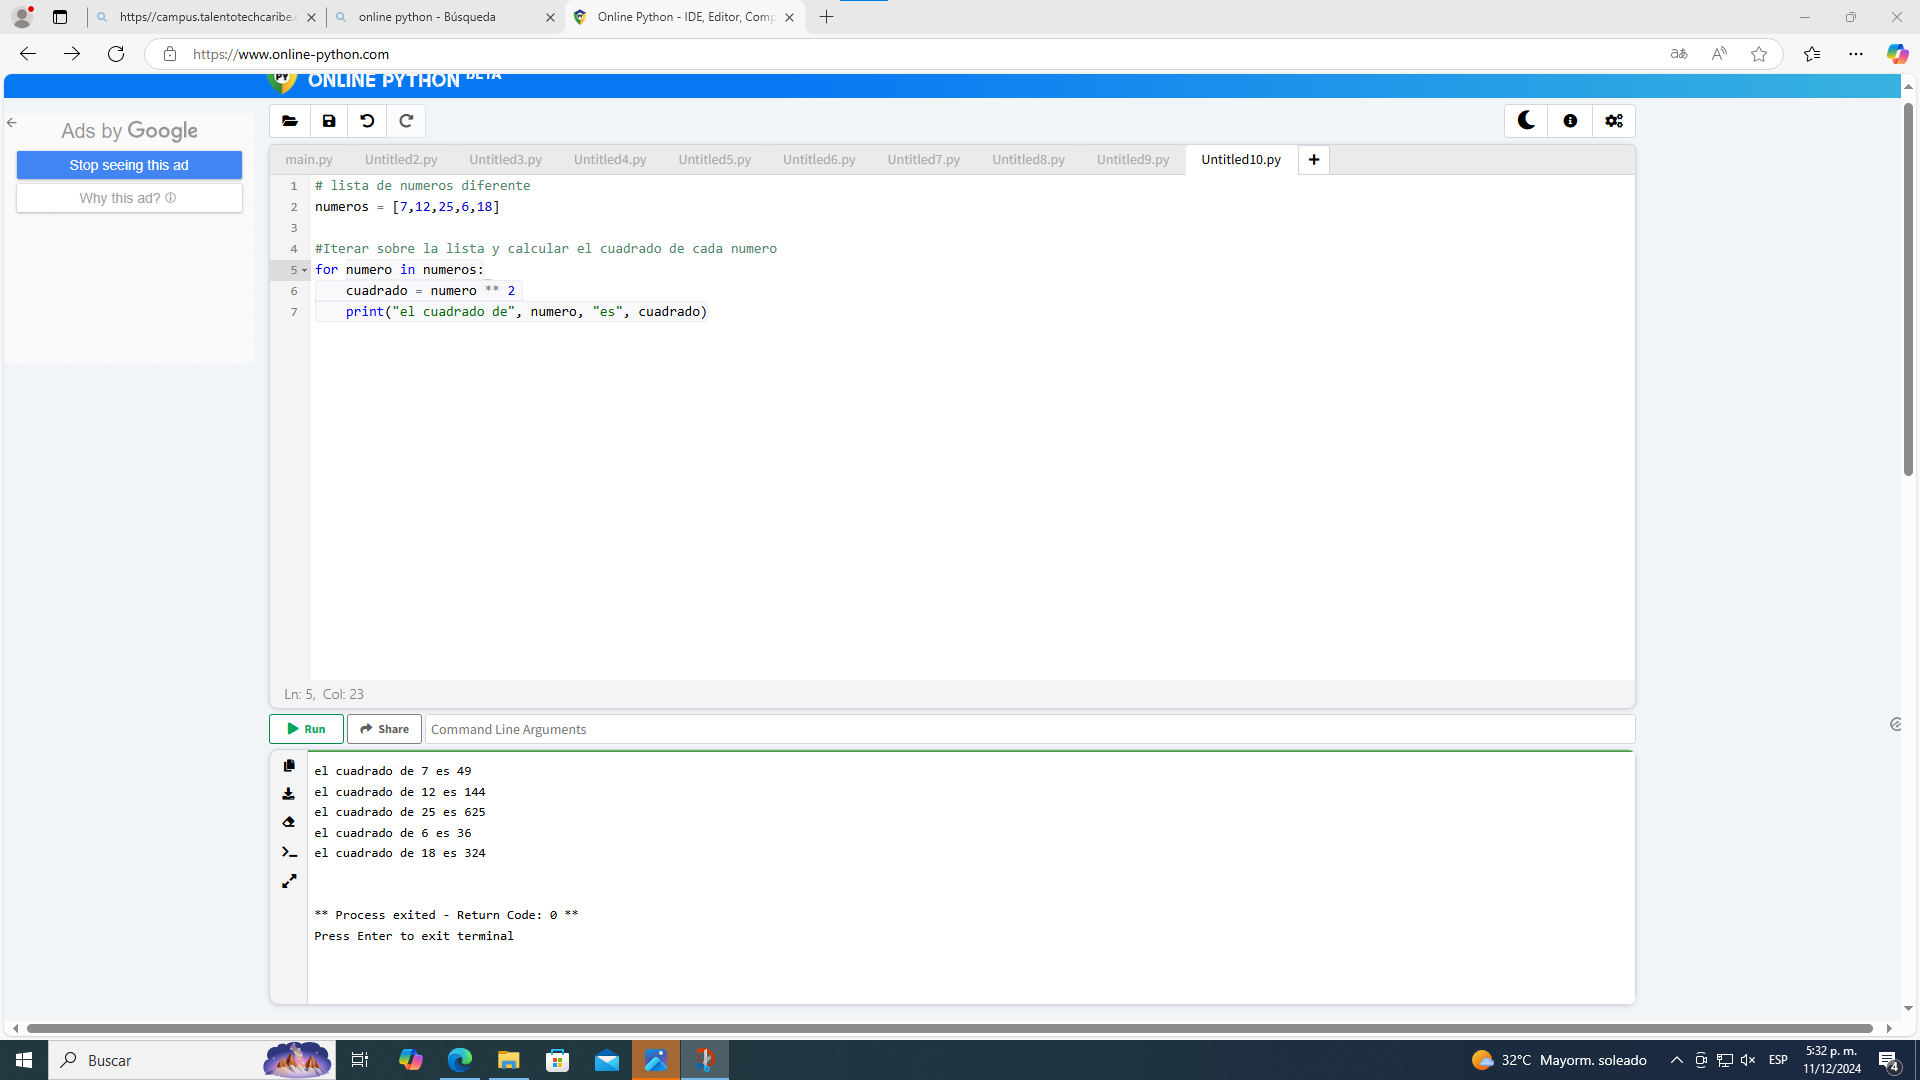 https//campus.talentotechcaribe.c
online python - Búsqueda
Online Python - IDE, Editor, Comp
https://www.online-python.com
PY ONLINE PYTHON BETA
Ads by Google
Stop seeing this ad
Why this ad?
main.py Untitled2.py Untitled3.py Untitled4.py Untitled5.py Untitled6.py Untitled7.py Untitled8.py Untitled9.py Untitled10.py +
1 # lista de numeros diferente
2 numeros = [7,12,25,6,18]
3
4 #Iterar sobre la lista y calcular el cuadrado de cada numero
5 for numero in numeros:
6 cuadrado = numero ** 2
7 print("el cuadrado de", numero, "es", cuadrado)
Ln: 5, Col: 23
Run Share Command Line Arguments
el cuadrado de 7 es 49
el cuadrado de 12 es 144
el cuadrado de 25 es 625
el cuadrado de 6 es 36
el cuadrado de 18 es 324
** Process exited - Return Code: 0 **
Press Enter to exit terminal
Buscar
32°C Mayorm. soleado
ESP
5:32 p. m.
11/12/2024
4